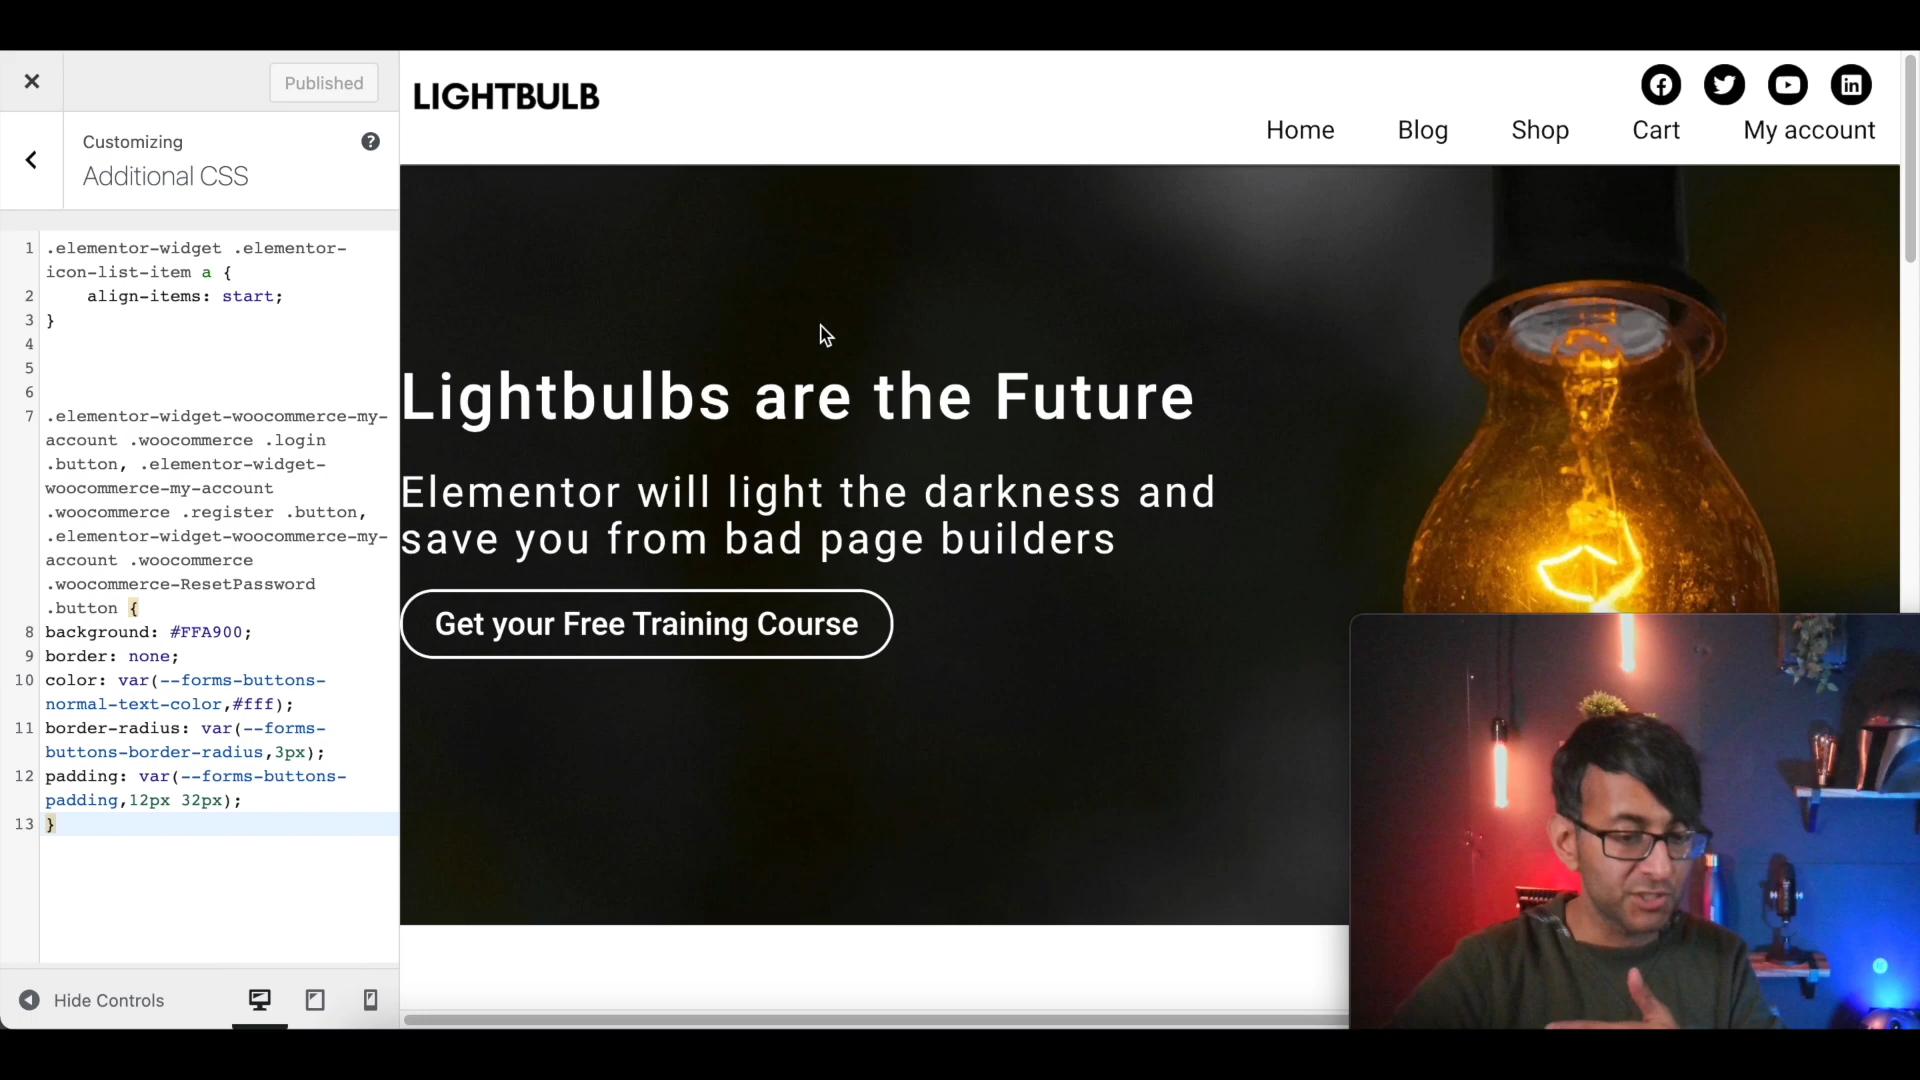 Published
Customizing
Additional CSS
1 .elementor-widget .elementor-
icon-list-item a {
2 align-items: start;
3 }
4
5
6
7 .elementor-widget-woocommerce-my-
account .woocommerce .login
.button, .elementor-widget-
woocommerce-my-account
.woocommerce .register .button,
.elementor-widget-woocommerce-my-
account .woocommerce
.woocommerce-ResetPassword
.button {
8 background: #FFA900;
9 border: none;
10 color: var(--forms-buttons-
normal-text-color,#fff);
11 border-radius: var(--forms-
buttons-border-radius,3px);
12 padding: var(--forms-buttons-
padding,12px 32px);
13 }
Hide Controls
LIGHTBULB
Home Blog Shop Cart My account
Lightbulbs are the Future
Elementor will light the darkness and
save you from bad page builders
Get your Free Training Course